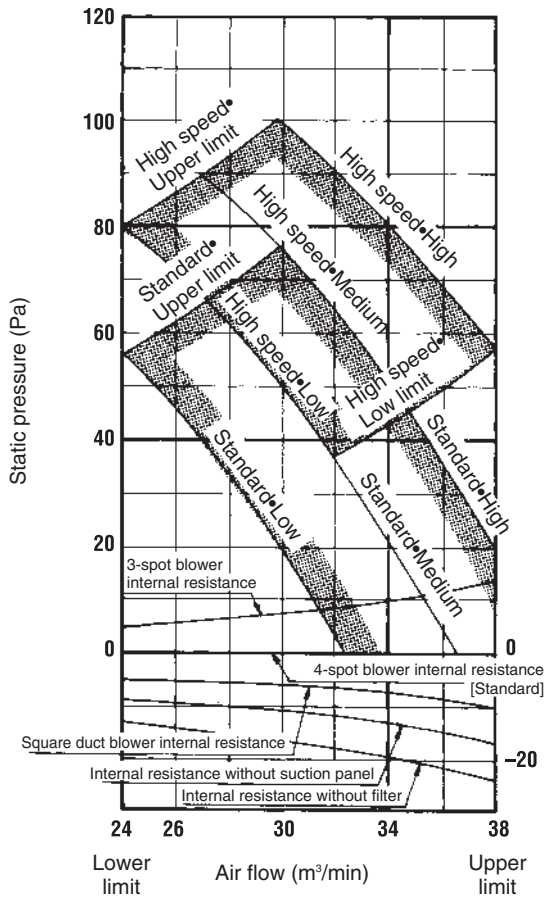 120
100
80
60
40
20
0
Static pressure (Pa)
High speed•
Upper limit
High speed•High
High speed•Medium
Standard•
Upper limit
High speed•Low
High speed•
Low limit
Standard•High
Standard•Low
Standard•Medium
3-spot blower
internal resistance
0
4-spot blower internal resistance
[Standard]
Square duct blower internal resistance
–20
Internal resistance without suction panel
Internal resistance without filter
24 26 30 34 38
Lower
limit
Air flow (m³/min)
Upper
limit